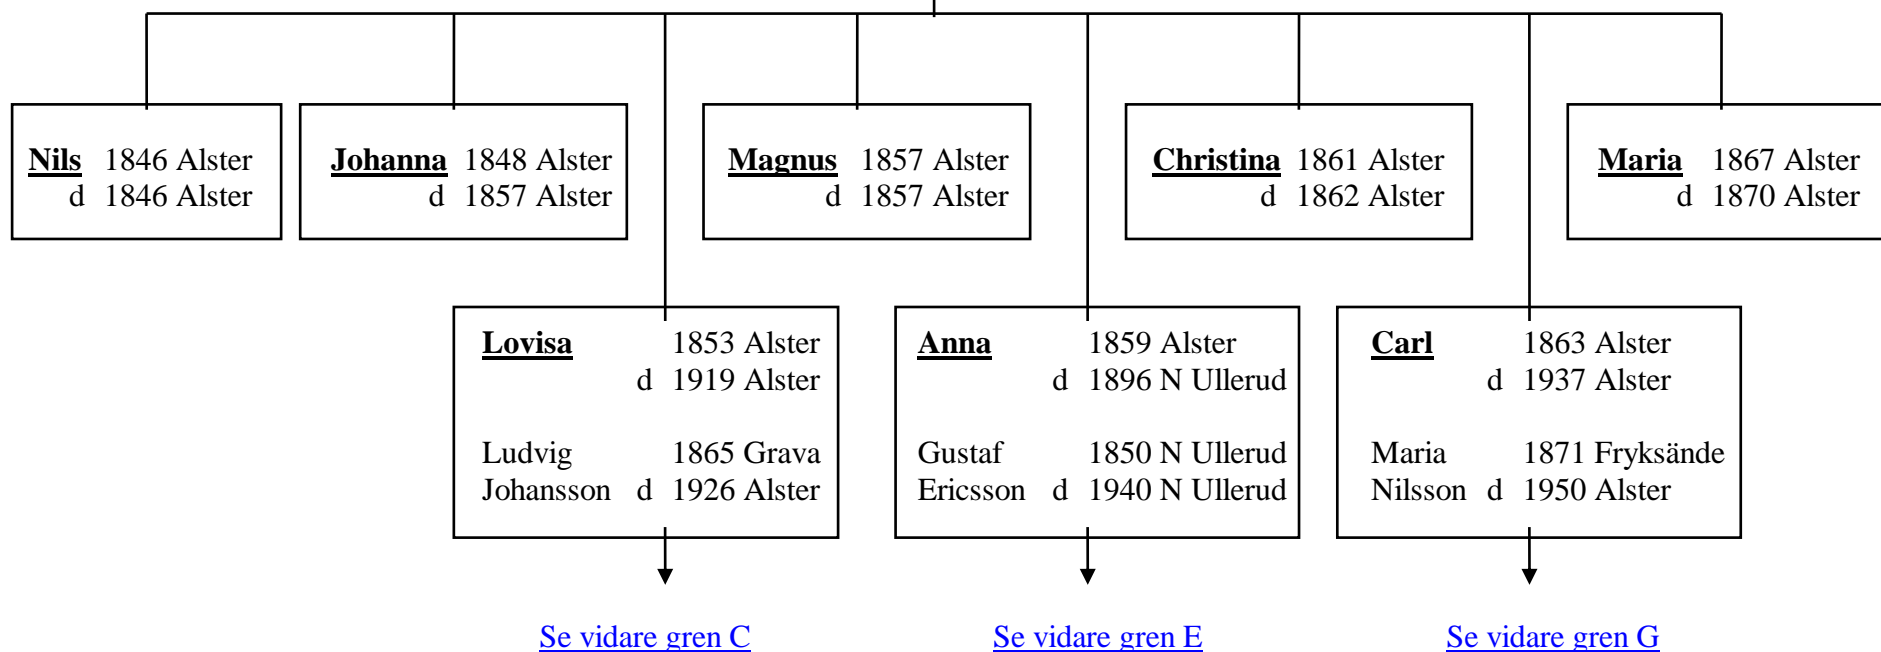 Nils 1846 Alster
d 1846 Alster
Johanna 1848 Alster
d 1857 Alster
Magnus 1857 Alster
d 1857 Alster
Christina 1861 Alster
d 1862 Alster
Maria 1867 Alster
d 1870 Alster
Lovisa 1853 Alster
d 1919 Alster
Ludvig 1865 Grava
Johansson d 1926 Alster
Anna 1859 Alster
d 1896 N Ullerud
Gustaf 1850 N Ullerud
Ericsson d 1940 N Ullerud
Carl 1863 Alster
d 1937 Alster
Maria 1871 Fryksände
Nilsson d 1950 Alster
Se vidare gren C
Se vidare gren E
Se vidare gren G